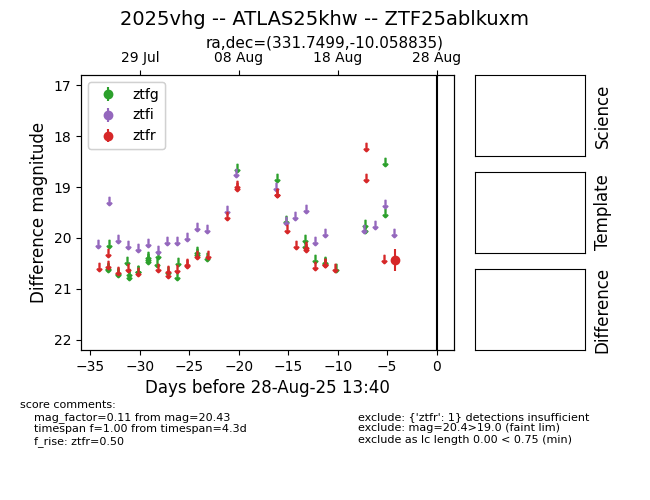 2025vhg -- ATLAS25khw -- ZTF25ablkuxm
ra,dec=(331.7499,-10.058835)
29 Jul 08 Aug 18 Aug 28 Aug
ztfg
ztfi
ztfr
17
18
19
20
21
22
Difference magnitude
−35 −30 −25 −20 −15 −10 −5 0
Days before 28-Aug-25 13:40
Science
Template
Difference
score comments:
mag_factor=0.11 from mag=20.43
timespan f=1.00 from timespan=4.3d
f_rise: ztfr=0.50
exclude: {'ztfr': 1} detections insufficient
exclude: mag=20.4>19.0 (faint lim)
exclude as lc length 0.00 < 0.75 (min)